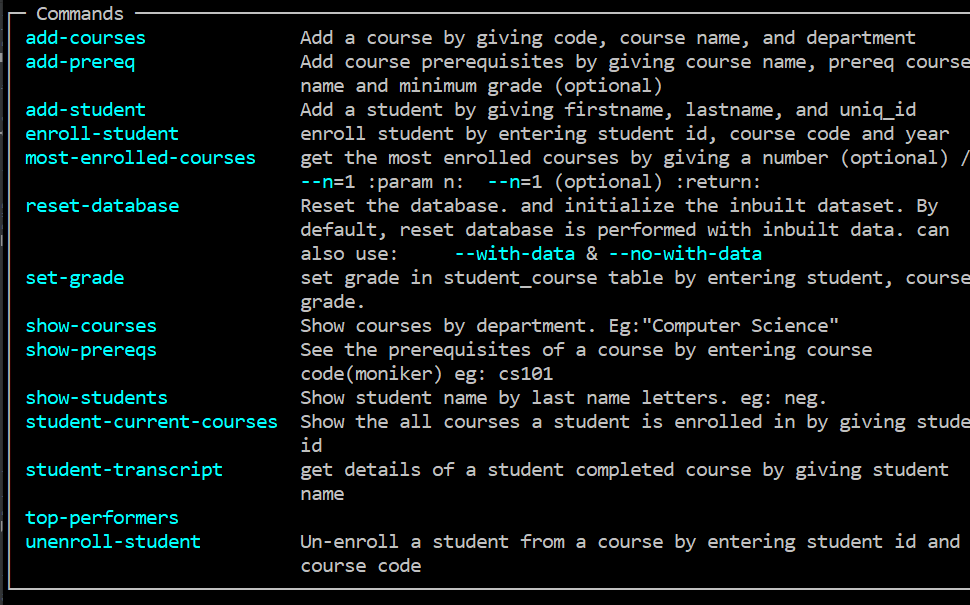 Commands
add-courses Add a course by giving code, course name, and department
add-prereq Add course prerequisites by giving course name, prereq course
name and minimum grade (optional)
add-student Add a student by giving firstname, lastname, and uniq_id
enroll-student enroll student by entering student id, course code and year
most-enrolled-courses get the most enrolled courses by giving a number (optional) /
--n=1 :param n: --n=1 (optional) :return:
reset-database Reset the database. and initialize the inbuilt dataset. By
default, reset database is performed with inbuilt data. can
also use: --with-data & --no-with-data
set-grade set grade in student_course table by entering student, course
grade.
show-courses Show courses by department. Eg:"Computer Science"
show-prereqs See the prerequisites of a course by entering course
code(moniker) eg: cs101
show-students Show student name by last name letters. eg: neg.
student-current-courses Show the all courses a student is enrolled in by giving stude
id
student-transcript get details of a student completed course by giving student
name
top-performers
unenroll-student Un-enroll a student from a course by entering student id and
course code